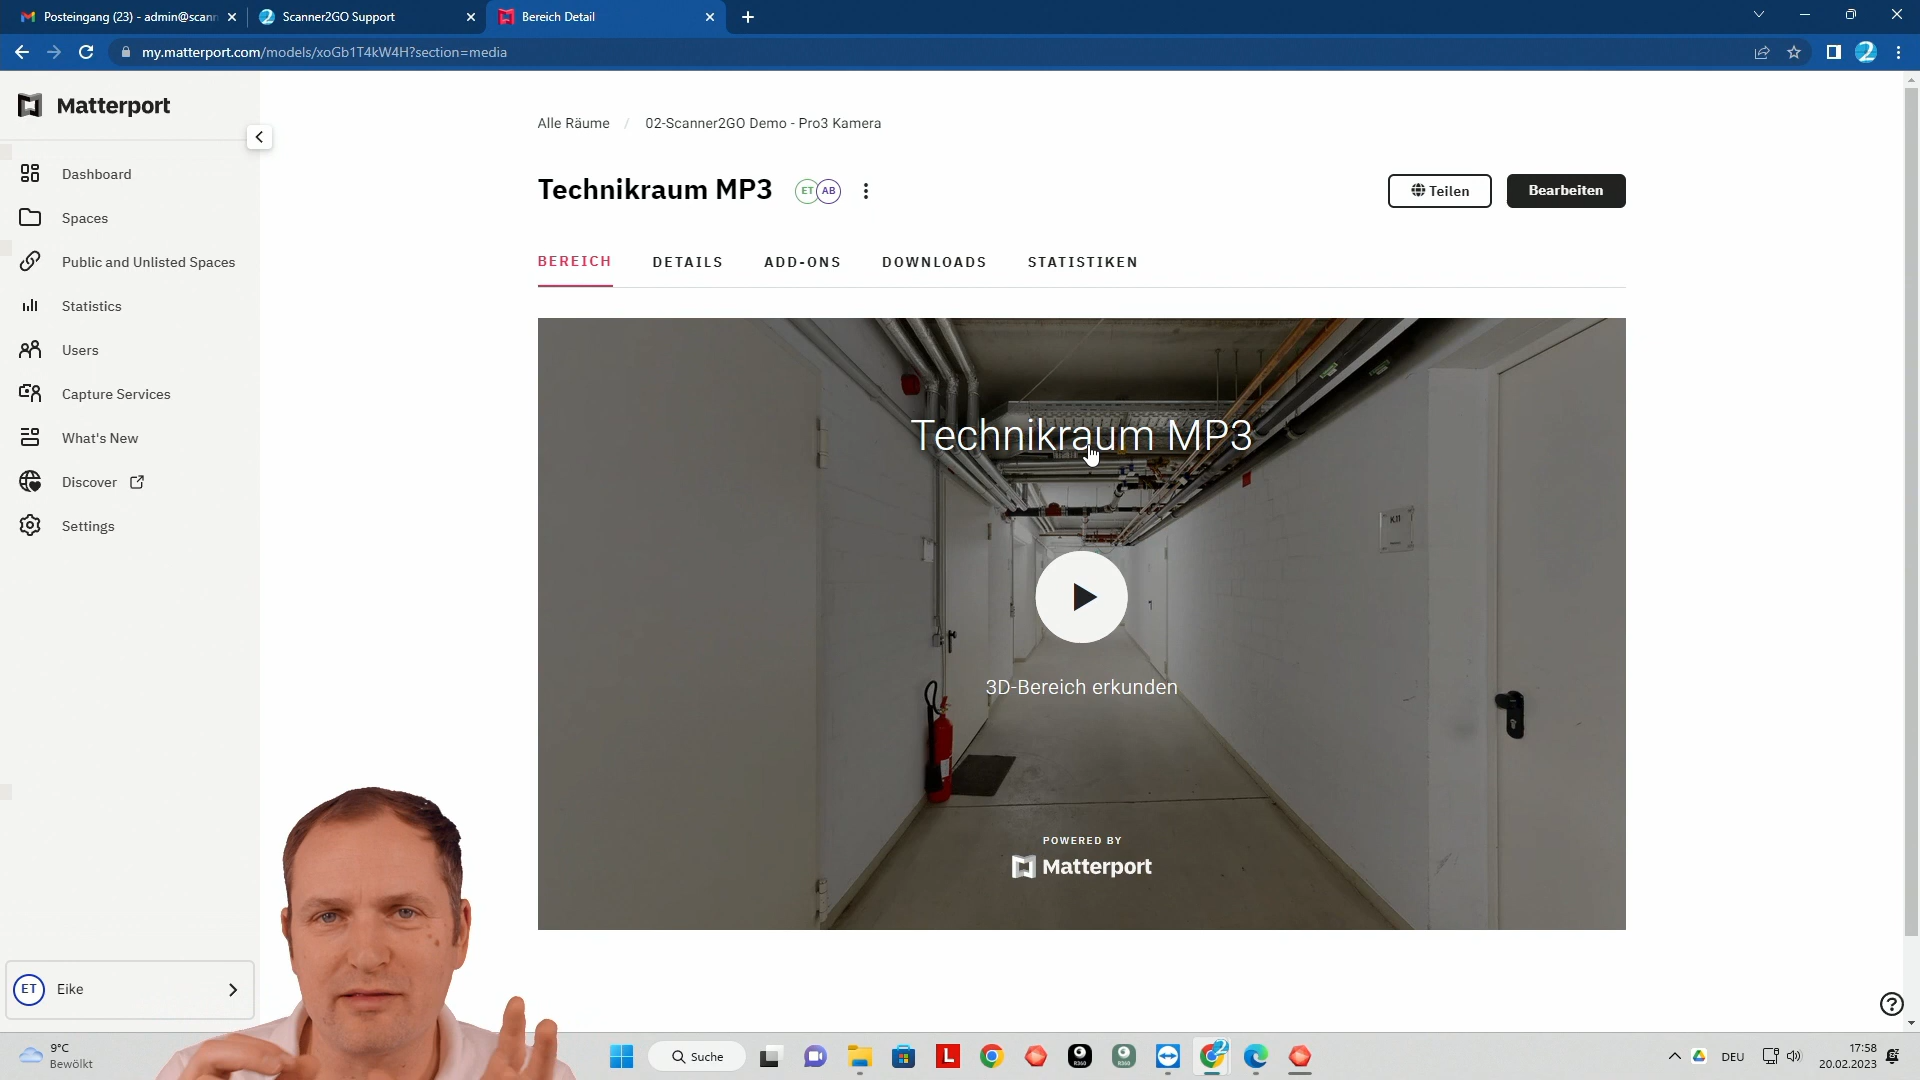 Posteingang (23) - admin@scann
Scanner2GO Support
Bereich Detail
my.matterport.com/models/xoGb1T4kW4H?section=media
Matterport
Alle Räume / 02-Scanner2GO Demo - Pro3 Kamera
Technikraum MP3
ET
AB
Teilen
Bearbeiten
BEREICH
DETAILS
ADD-ONS
DOWNLOADS
STATISTIKEN
Dashboard
Spaces
Public and Unlisted Spaces
Statistics
Users
Capture Services
What's New
Discover
Settings
Technikraum MP3
K11
3D-Bereich erkunden
POWERED BY
Matterport
ET
Eike
9°C
Bewölkt
Suche
L
R360
R360
DEU
17:58
20.02.2023